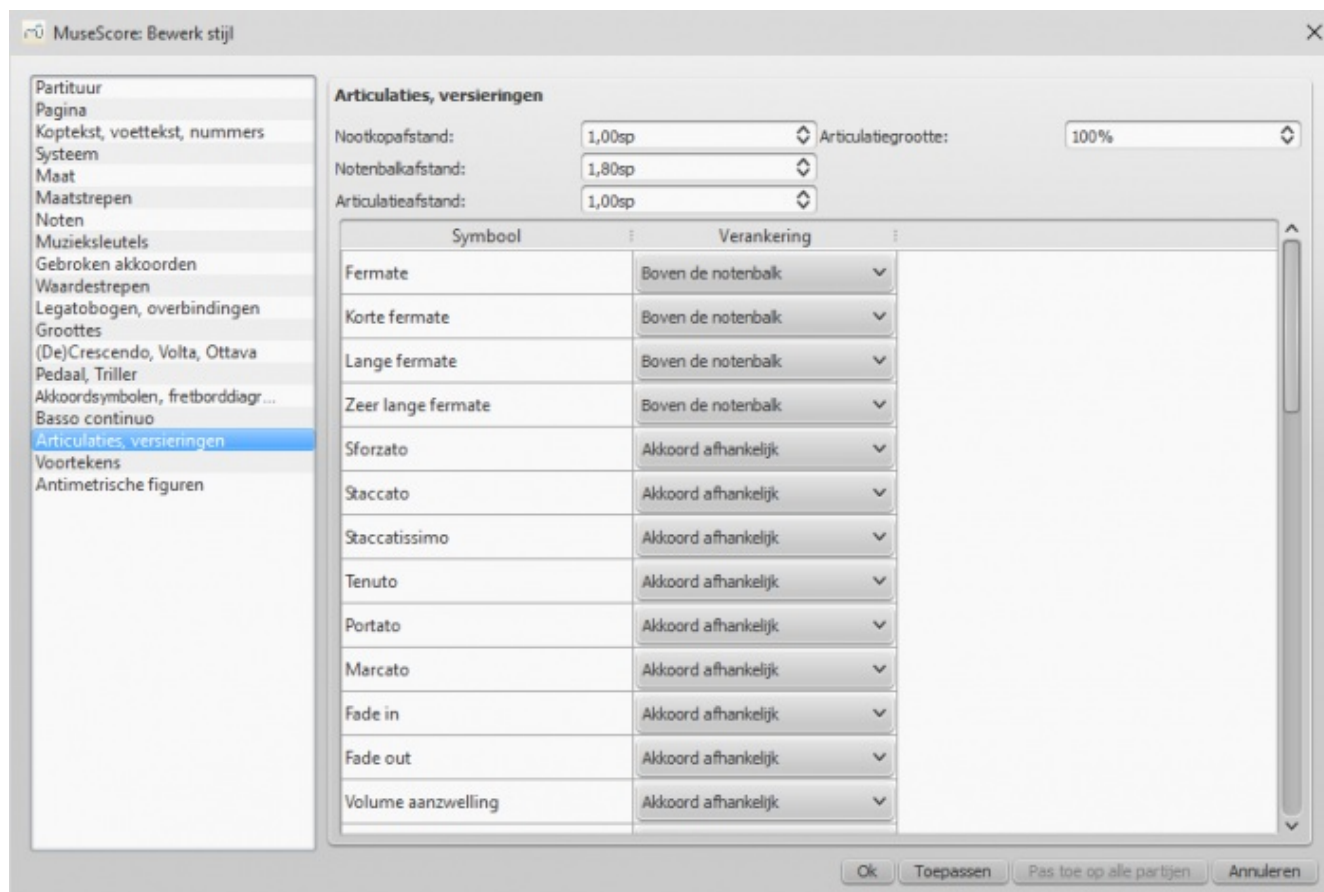 MuseScore: Bewerk stijl
Partituur
Pagina
Koptekst, voettekst, nummers
Systeem
Maat
Maatstrepen
Noten
Muzieksleutels
Gebroken akkoorden
Waardestrepen
Legatobogen, overbindingen
Groottes
(De)Crescendo, Volta, Ottava
Pedaal, Triller
Akkoordsymbolen, fretborddiagr...
Basso continuo
Articulaties, versieringen
Voortekens
Antimetrische figuren
Articulaties, versieringen
Nootkopafstand: 1,00sp Articulatiegrootte: 100%
Notenbalkafstand: 1,80sp
Articulatieafstand: 1,00sp
Symbool Verankering
Fermate Boven de notenbalk
Korte fermate Boven de notenbalk
Lange fermate Boven de notenbalk
Zeer lange fermate Boven de notenbalk
Sforzato Akkoord afhankelijk
Staccato Akkoord afhankelijk
Staccatissimo Akkoord afhankelijk
Tenuto Akkoord afhankelijk
Portato Akkoord afhankelijk
Marcato Akkoord afhankelijk
Fade in Akkoord afhankelijk
Fade out Akkoord afhankelijk
Volume aanzwelling Akkoord afhankelijk
Ok Toepassen Pas toe op alle partijen Annuleren